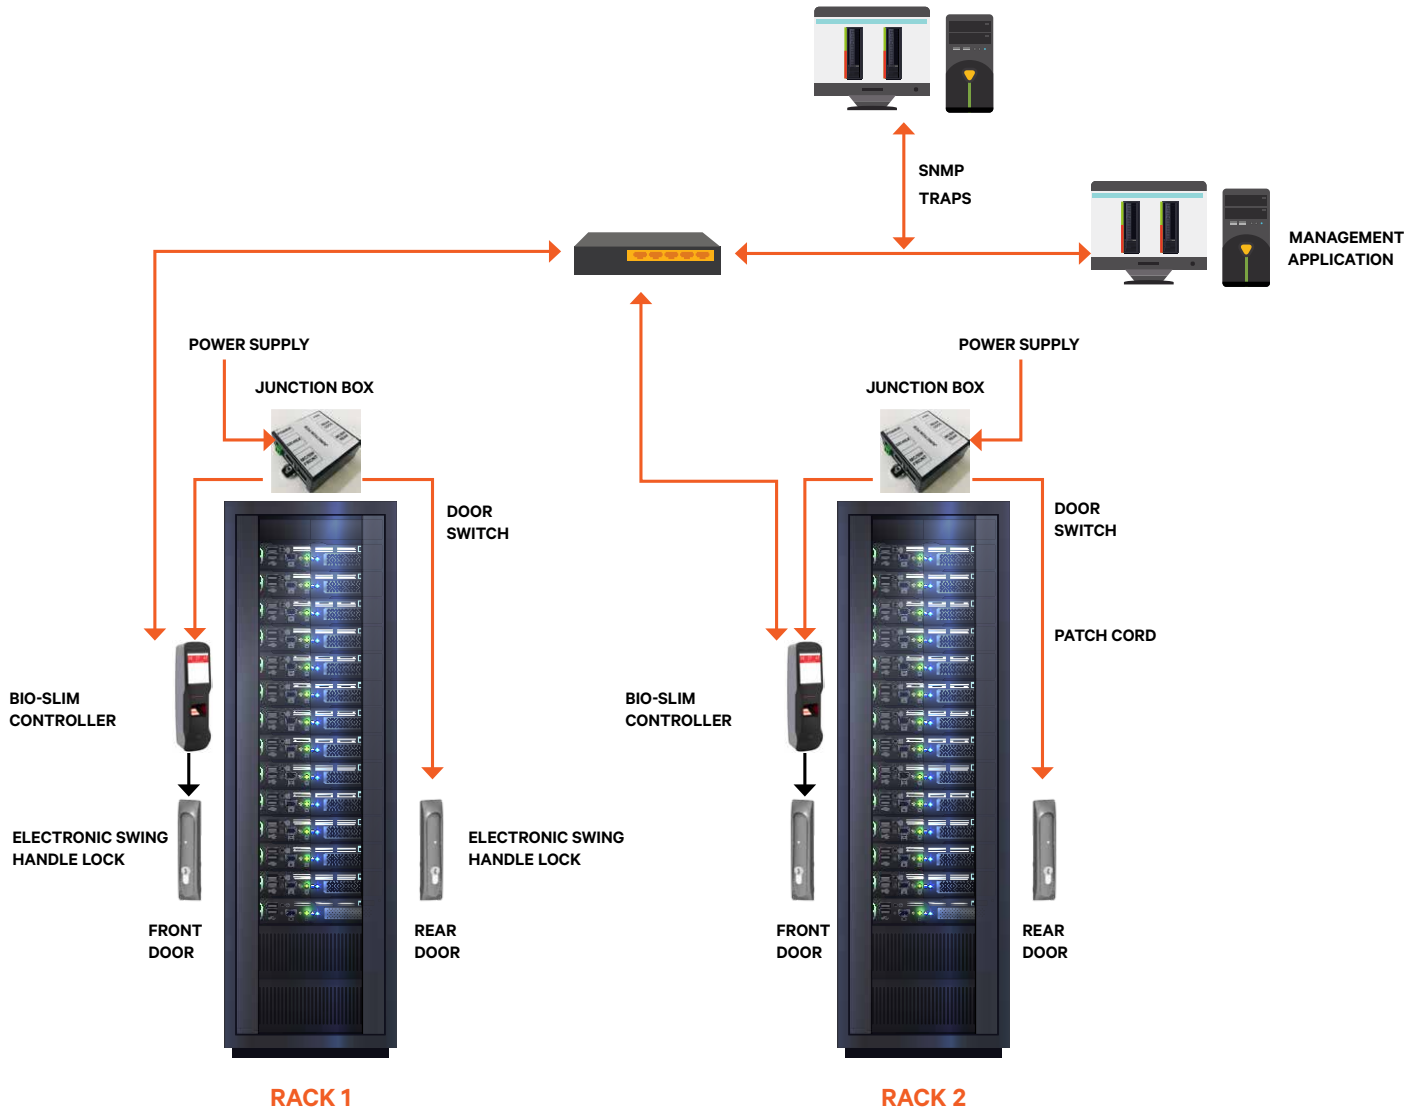 SNMP
TRAPS
MANAGEMENT
APPLICATION
POWER SUPPLY
JUNCTION BOX
POWER SUPPLY
JUNCTION BOX
DOOR
SWITCH
DOOR
SWITCH
PATCH CORD
BIO-SLIM
CONTROLLER
BIO-SLIM
CONTROLLER
ELECTRONIC SWING
HANDLE LOCK
ELECTRONIC SWING
HANDLE LOCK
FRONT
DOOR
REAR
DOOR
FRONT
DOOR
REAR
DOOR
RACK 1
RACK 2